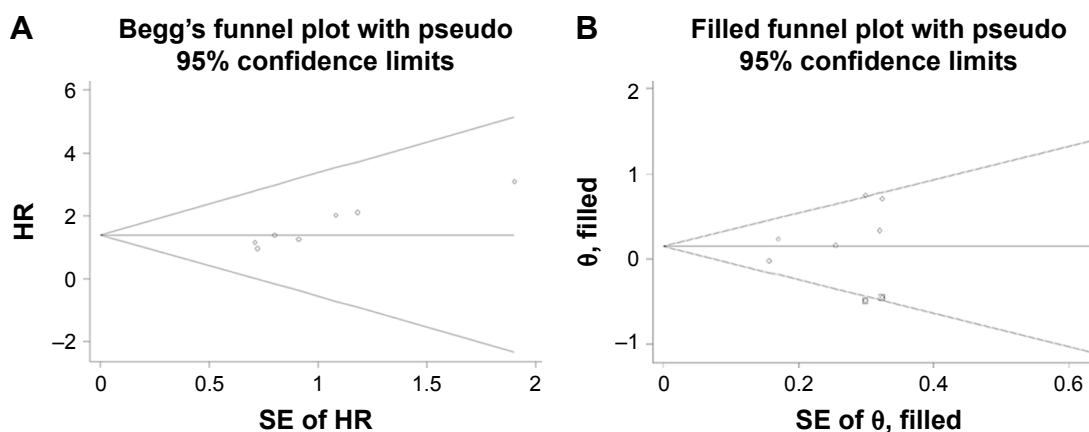 A
Begg’s funnel plot with pseudo
95% confidence limits
HR
6
4
2
0
–2
0
0.5
1
1.5
2
SE of HR
B
Filled funnel plot with pseudo
95% confidence limits
θ, filled
2
1
0
–1
0
0.2
0.4
0.6
SE of θ, filled